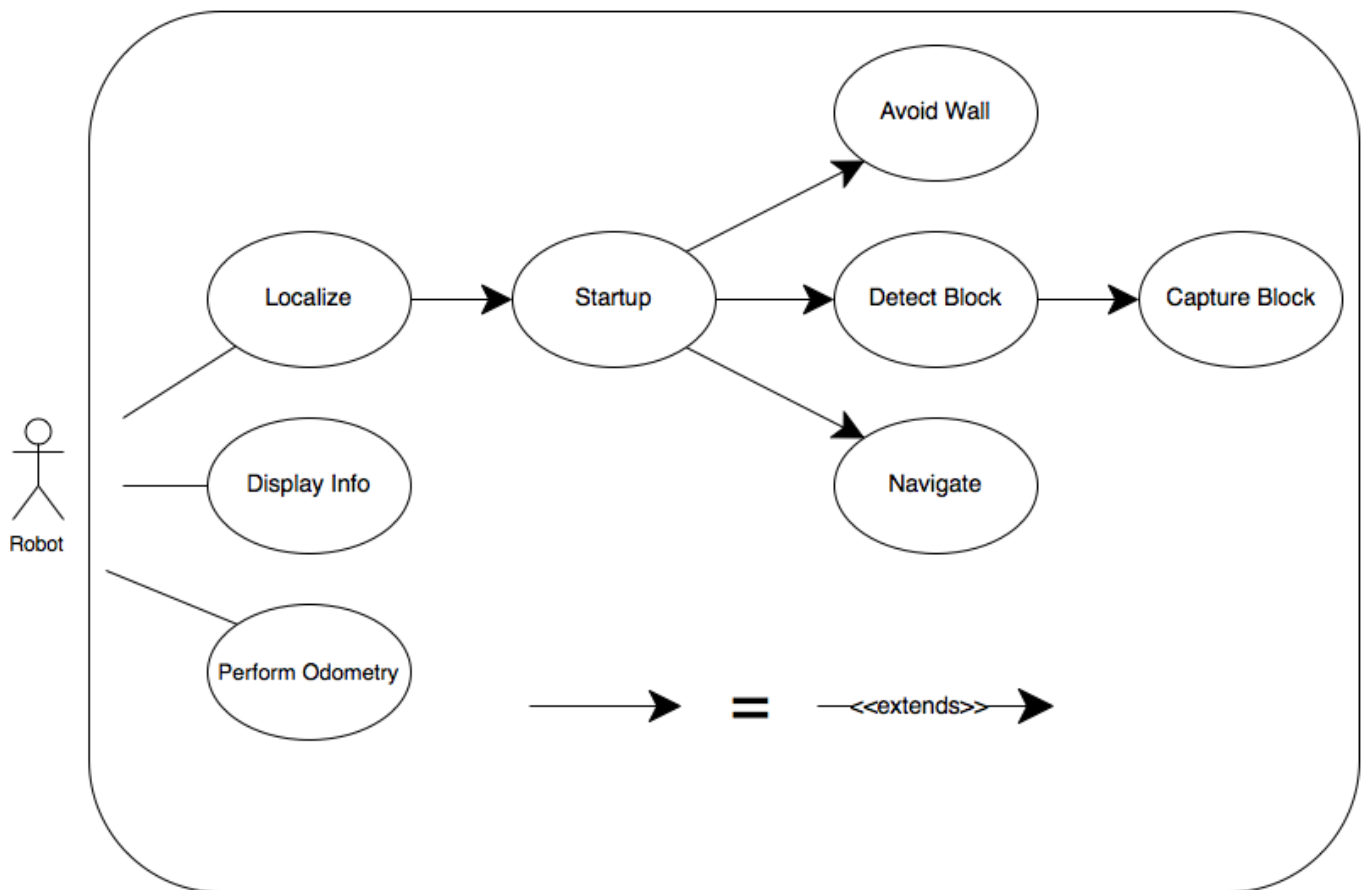 Avoid Wall
Localize
Startup
Detect Block
Capture Block
Display Info
Navigate
Robot
Perform Odometry
= <<extends>>